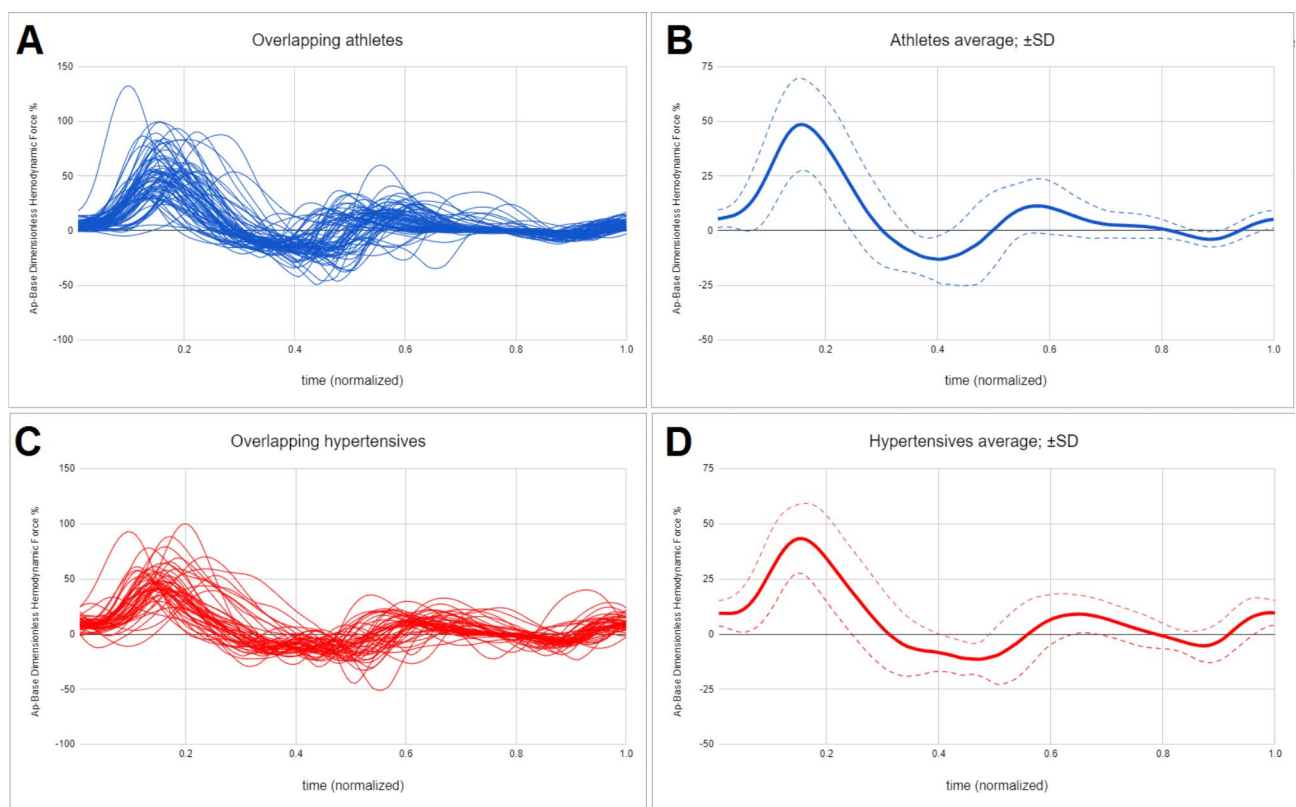 A
Overlapping athletes
Ap-Base Dimensionless Hemodynamic Force %
150
100
50
0
-50
-100
0.2 0.4 0.6 0.8 1.0
time (normalized)
B
Athletes average; ±SD
Ap-Base Dimensionless Hemodynamic Force %
75
50
25
0
-25
-50
0.2 0.4 0.6 0.8 1.0
time (normalized)
C
Overlapping hypertensives
Ap-Base Dimensionless Hemodynamic Force %
150
100
50
0
-50
-100
0.2 0.4 0.6 0.8 1.0
time (normalized)
D
Hypertensives average; ±SD
Ap-Base Dimensionless Hemodynamic Force %
75
50
25
0
-25
-50
0.2 0.4 0.6 0.8 1.0
time (normalized)